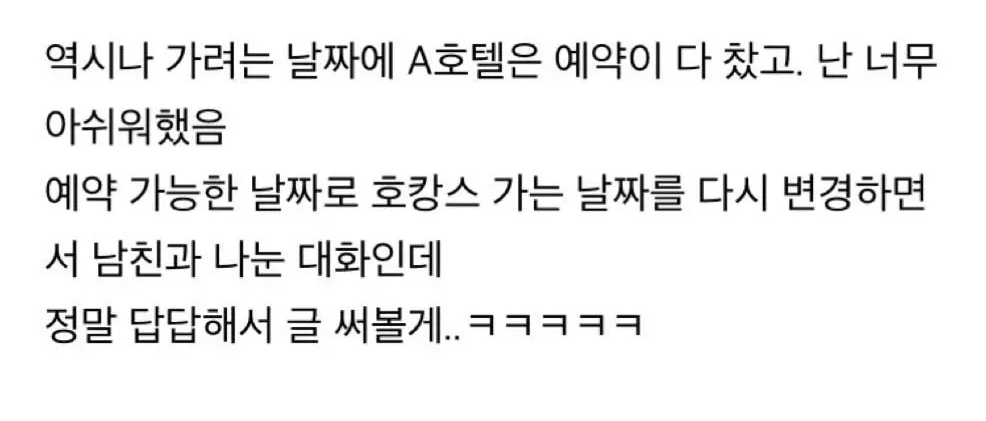 역시나 가려는 날짜에 A호텔은 예약이 다 찼고. 난 너무
아쉬워했음
예약 가능한 날짜로 호캉스 가는 날짜를 다시 변경하면
서 남친과 나눈 대화인데
정말 답답해서 글 써볼게..ㅋㅋㅋㅋㅋ